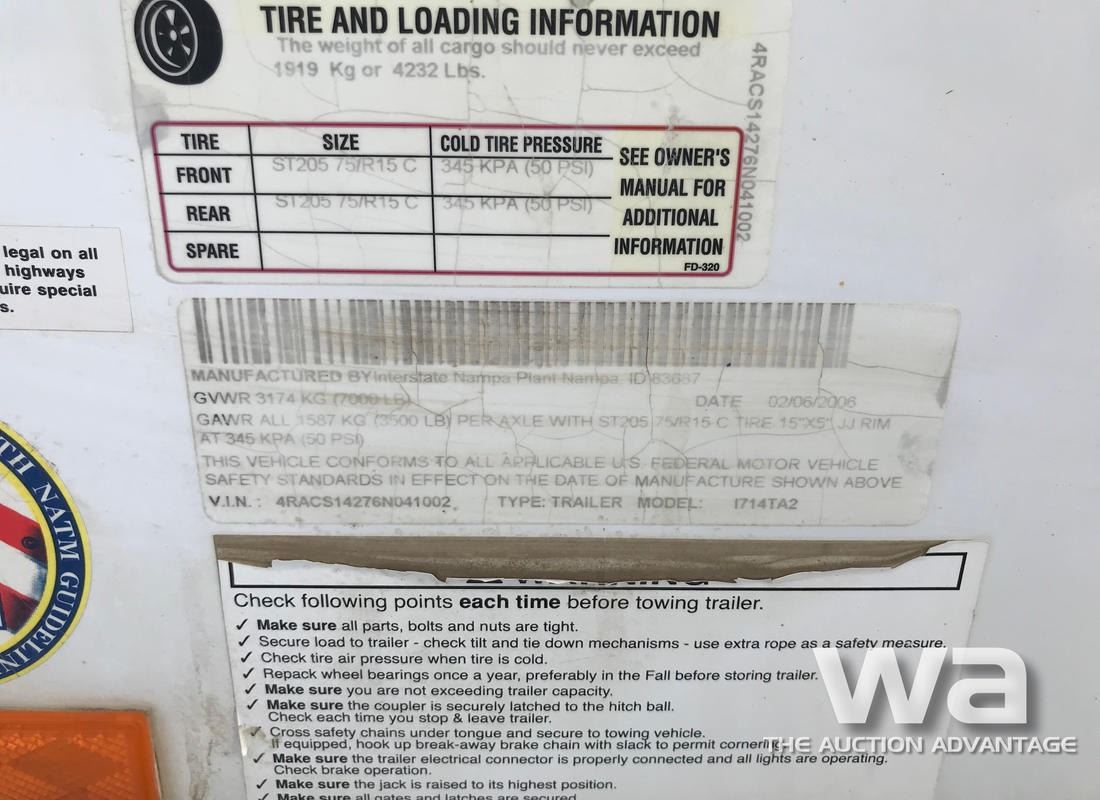 TIRE AND LOADING INFORMATION
The weight of all cargo should never exceed
1919 Kg or 4232 Lbs.
4RACS14276N041002
TIRE SIZE COLD TIRE PRESSURE
FRONT ST205 75/R15 C 345 KPA (50 PSI)
REAR ST205 75/R15 C 345 KPA (50 PSI)
SPARE
SEE OWNER'S
MANUAL FOR
ADDITIONAL
INFORMATION
FD-320
legal on all
highways
uire special
s.
MANUFACTURED BY Interstate Nampa Plant Nampa, ID 83687
GVWR 3174 KG (7000 LB) DATE 02/06/2006
GAWR ALL 1587 KG (3500 LB) PER AXLE WITH ST205 75/R15 C TIRE 15"X5" JJ RIM
AT 345 KPA (50 PSI)
THIS VEHICLE CONFORMS TO ALL APPLICABLE U.S. FEDERAL MOTOR VEHICLE
SAFETY STANDARDS IN EFFECT ON THE DATE OF MANUFACTURE SHOWN ABOVE
V.I.N. : 4RACS14276N041002 TYPE: TRAILER MODEL: I714TA2
TH NATM GUIDELIN
Check following points each time before towing trailer.
✓ Make sure all parts, bolts and nuts are tight.
✓ Secure load to trailer - check tilt and tie down mechanisms - use extra rope as a safety measure.
✓ Check tire air pressure when tire is cold.
✓ Repack wheel bearings once a year, preferably in the Fall before storing trailer.
✓ Make sure you are not exceeding trailer capacity.
✓ Make sure the coupler is securely latched to the hitch ball.
Check each time you stop & leave trailer.
✓ Cross safety chains under tongue and secure to towing vehicle.
If equipped, hook up break-away brake chain with slack to permit cornering.
✓ Make sure the trailer electrical connector is properly connected and all lights are operating.
Check brake operation.
✓ Make sure the jack is raised to its highest position.
✓ Make sure all gates and latches are secured.
wa
THE AUCTION ADVANTAGE